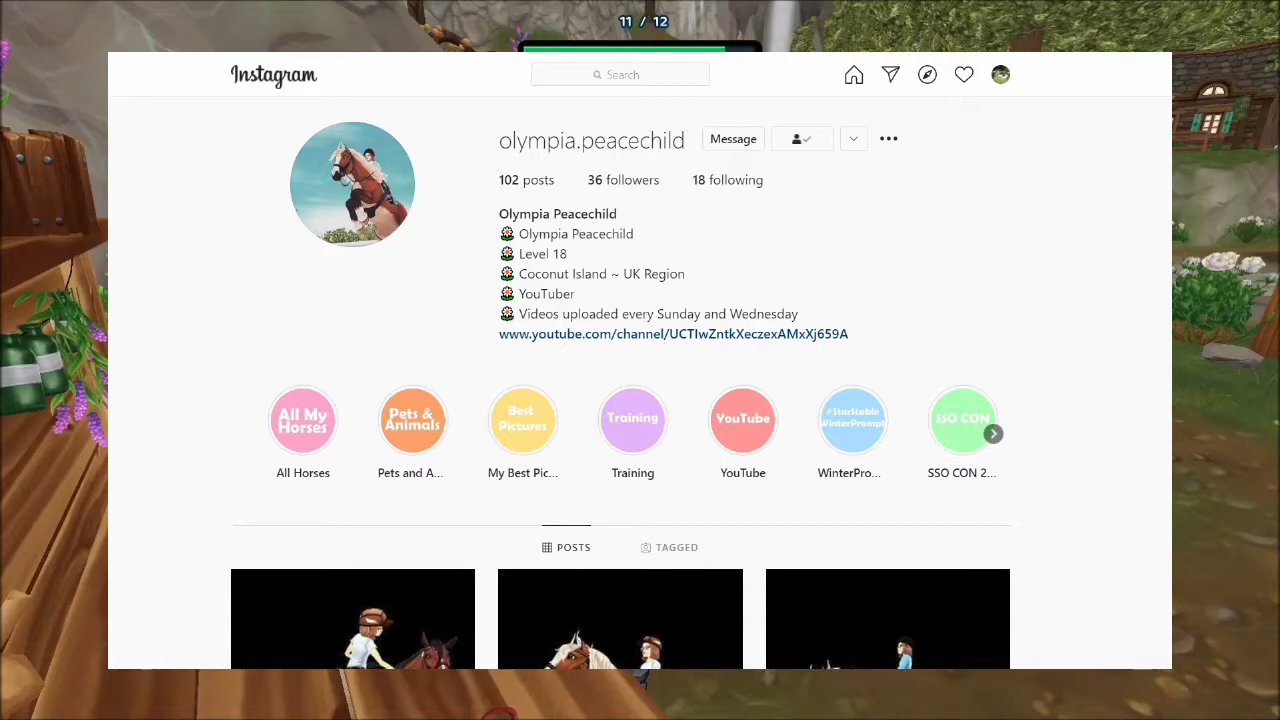 11 / 12
Instagram
Search
olympia.peacechild
Message
102 posts 36 followers 18 following
Olympia Peacechild
Olympia Peacechild
Level 18
Coconut Island ~ UK Region
YouTuber
Videos uploaded every Sunday and Wednesday
www.youtube.com/channel/UCTIwZntkXeczexAMxXj659A
All My
Horses
Pets &
Animals
Best
Pictures
Training
YouTube
#StarStable
WinterPrompt
SSO CON
All Horses
Pets and A...
My Best Pic...
Training
YouTube
WinterPro...
SSO CON 2...
POSTS
TAGGED